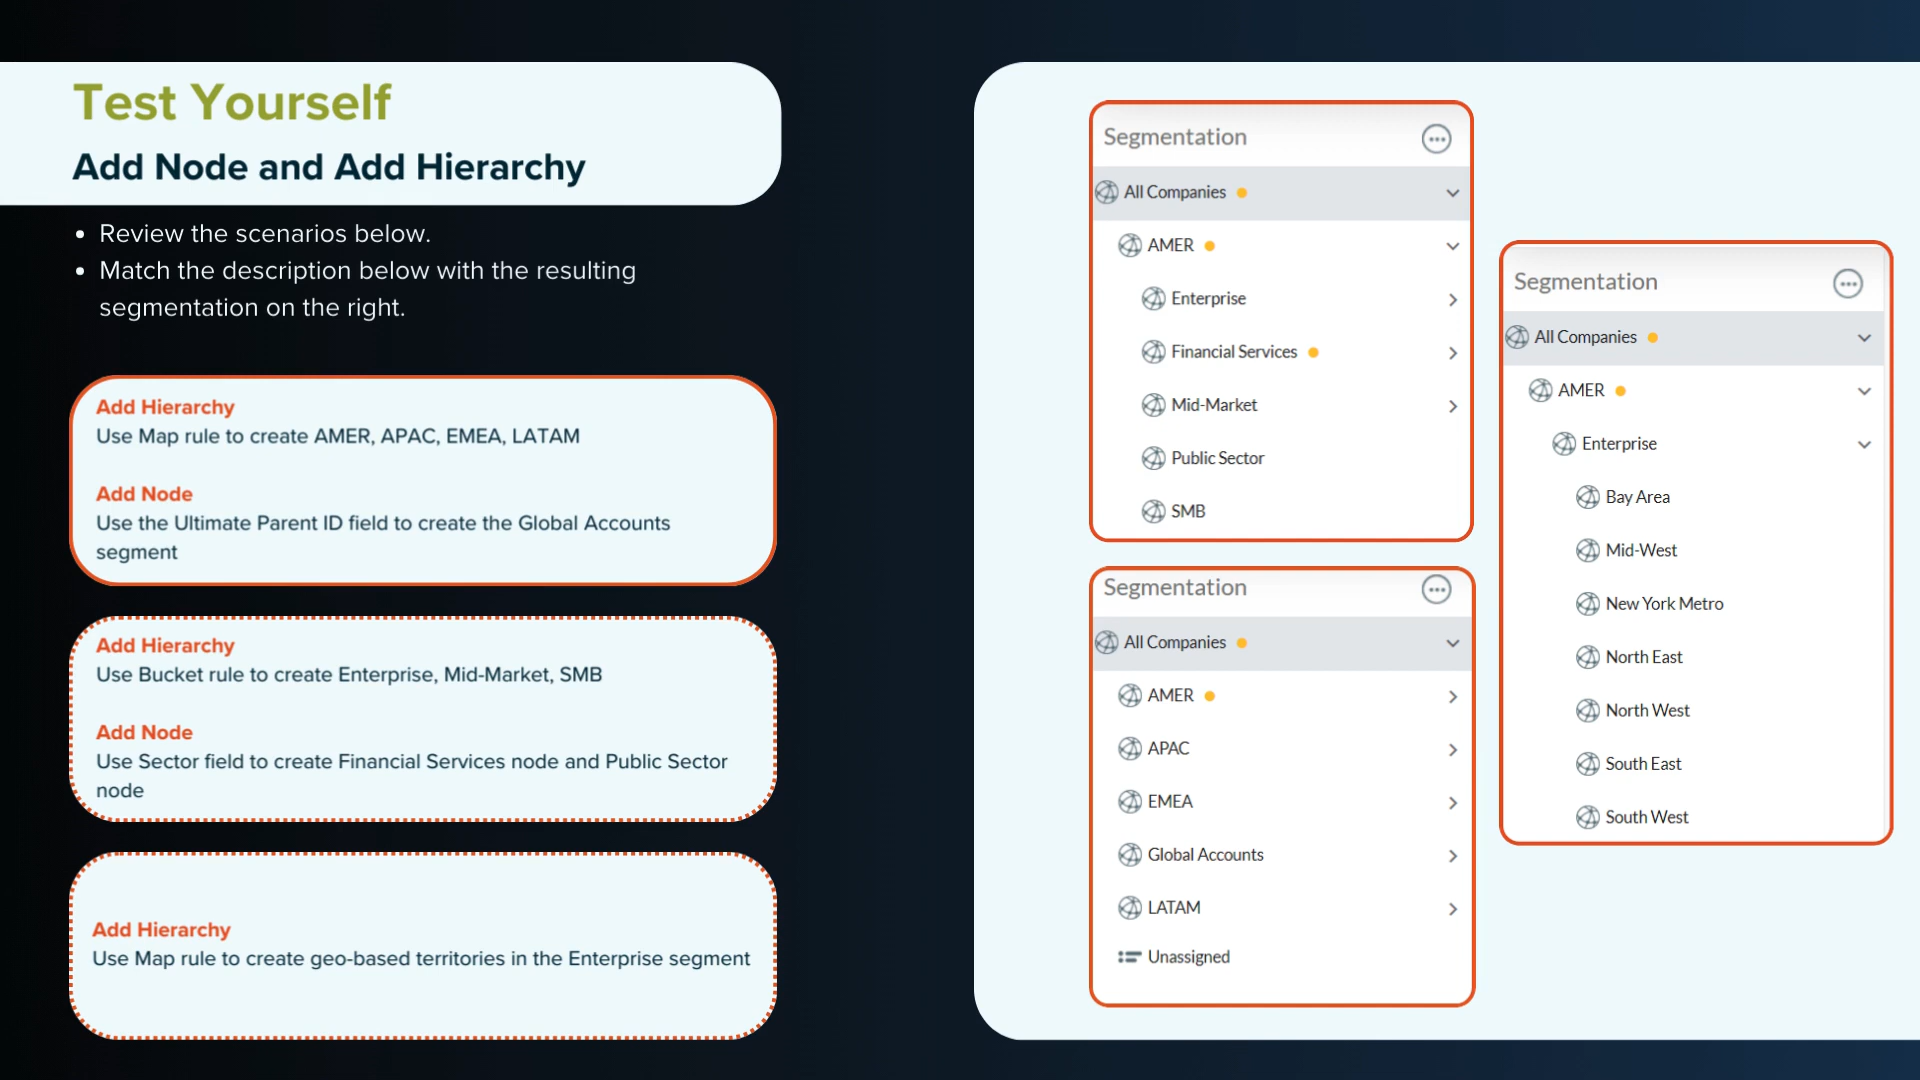 Test Yourself
Add Node and Add Hierarchy
• Review the scenarios below.
• Match the description below with the resulting
segmentation on the right.
Add Hierarchy
Use Map rule to create AMER, APAC, EMEA, LATAM
Add Node
Use the Ultimate Parent ID field to create the Global Accounts
segment
Add Hierarchy
Use Bucket rule to create Enterprise, Mid-Market, SMB
Add Node
Use Sector field to create Financial Services node and Public Sector
node
Add Hierarchy
Use Map rule to create geo-based territories in the Enterprise segment
Segmentation
All Companies
AMER
Enterprise
Financial Services
Mid-Market
Public Sector
SMB
Segmentation
All Companies
AMER
APAC
EMEA
Global Accounts
LATAM
Unassigned
Segmentation
All Companies
AMER
Enterprise
Bay Area
Mid-West
New York Metro
North East
North West
South East
South West